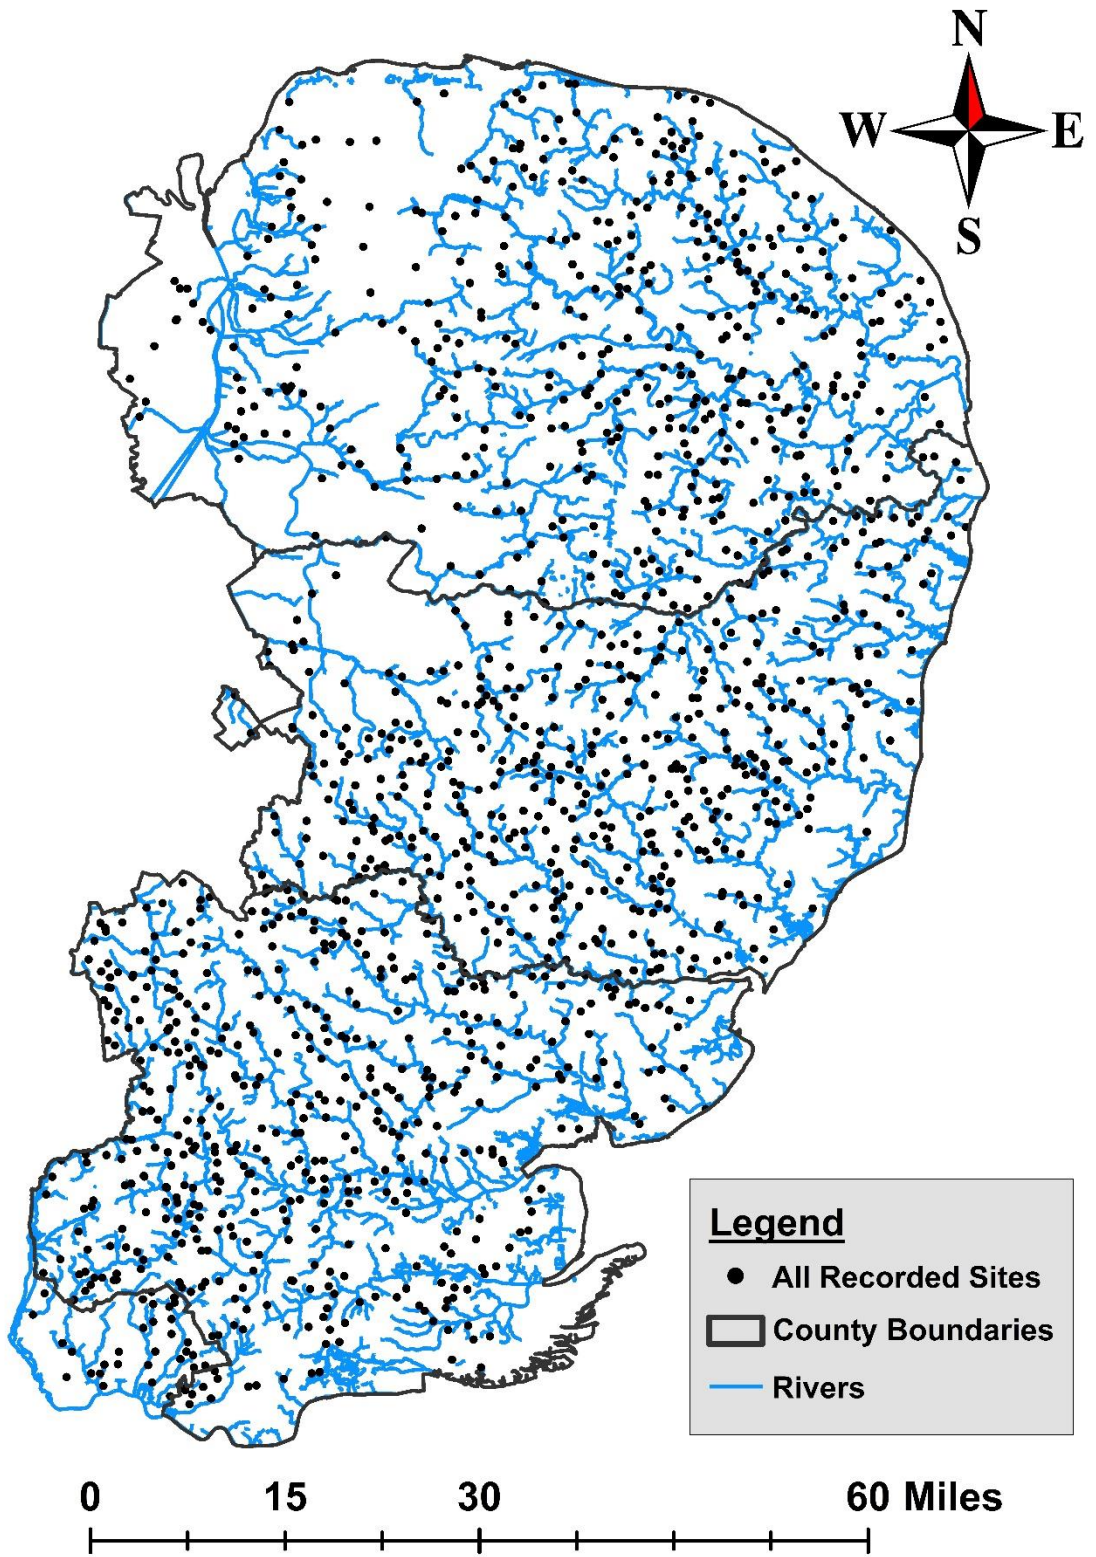 N
W E
S
Legend
All Recorded Sites
County Boundaries
Rivers
0 15 30 60 Miles